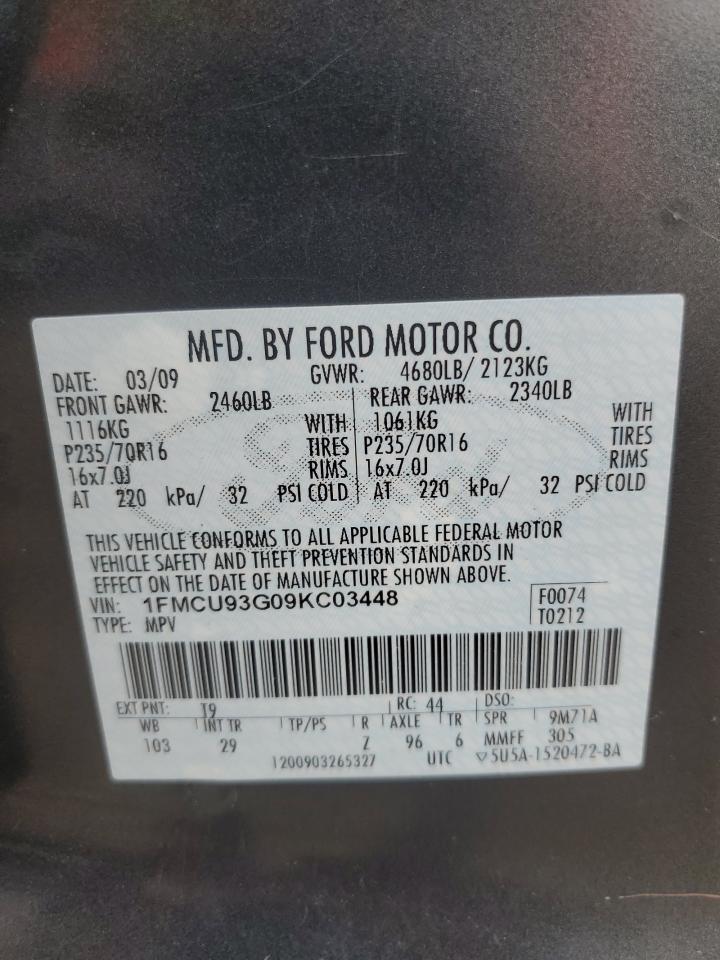 MFD. BY FORD MOTOR CO.
DATE: 03/09 GVWR: 4680LB/ 2123KG
FRONT GAWR: 2460LB REAR GAWR: 2340LB
1116KG WITH 1061KG WITH
P235/70R16 TIRES P235/70R16 TIRES
16x7.0J RIMS 16x7.0J RIMS
AT 220 kPa/ 32 PSI COLD AT 220 kPa/ 32 PSI COLD
THIS VEHICLE CONFORMS TO ALL APPLICABLE FEDERAL MOTOR
VEHICLE SAFETY AND THEFT PREVENTION STANDARDS IN
EFFECT ON THE DATE OF MANUFACTURE SHOWN ABOVE.
VIN: 1FMCU93G09KC03448 F0074
TYPE: MPV T0212
EXT PNT: T9 RC: 44 DSO:
WB INT TR TP/PS R AXLE TR SPR 9M71A
103 29 Z 96 6 MMFF 305
1200903265327 UTC ▽5U5A-1520472-BA